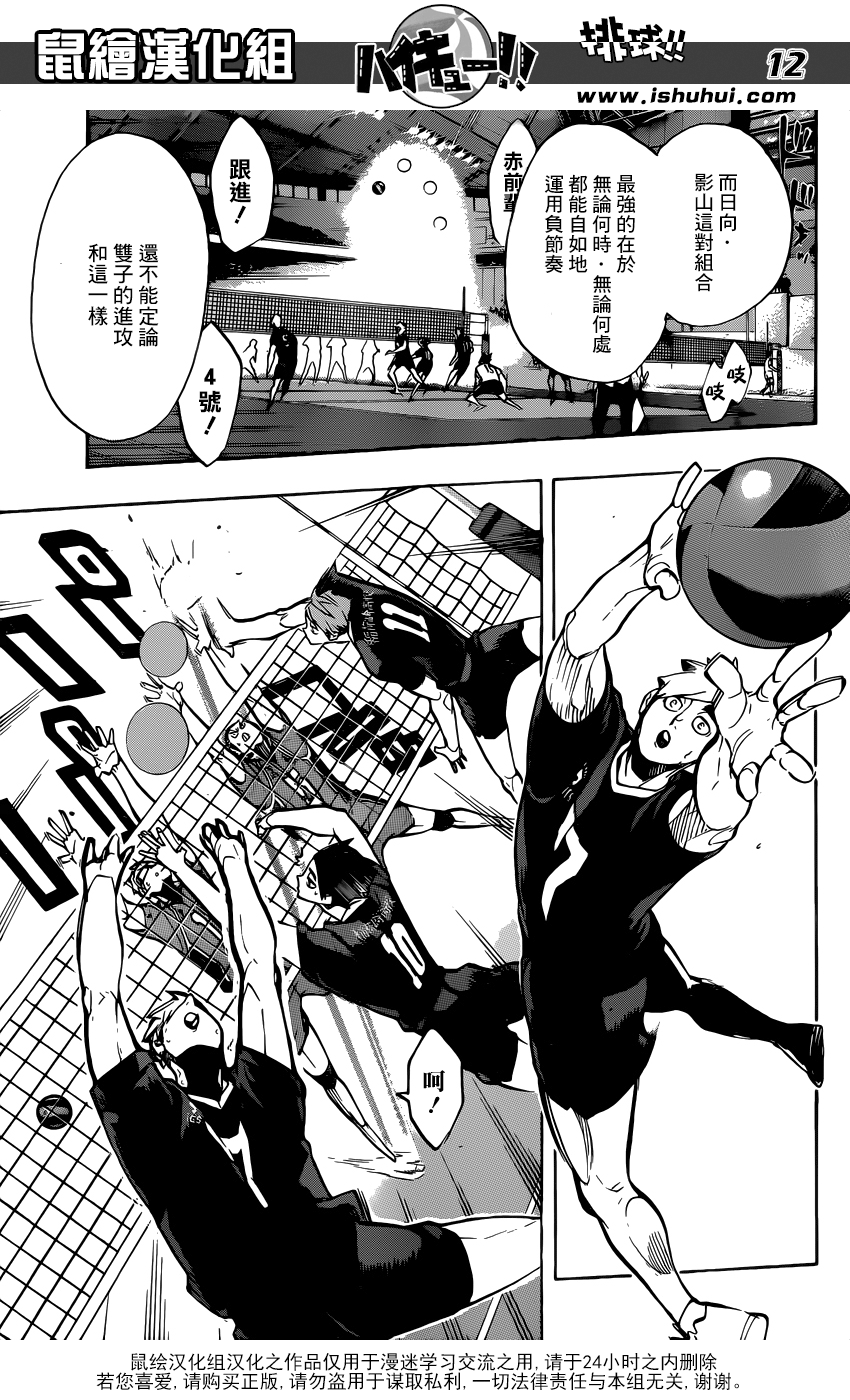 鼠繪漢化組
ハイキュー!!
排球!!
12
www.ishuhui.com
而日向·
影山這對組合
最強的在於
無論何時·無論何處
都能自如地
運用負節奏
赤前輩
跟進！
還不能定論
雙子的進攻
和這一樣
4號！
吱
吱
11
10
呵！
鼠绘汉化组汉化之作品仅用于漫迷学习交流之用,请于24小时之内删除
若您喜爱,请购买正版,请勿用于谋取私利,一切法律责任与本组无关,谢谢。